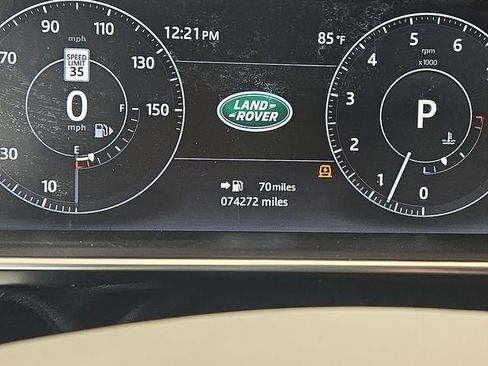 12:21 PM
85°F
90
110
mph
70
130
SPEED
LIMIT
35
0
mph
150
F
E
30
10
LAND
ROVER
70 miles
074272 miles
5
6
rpm
x1000
4
3
P
2
1
0